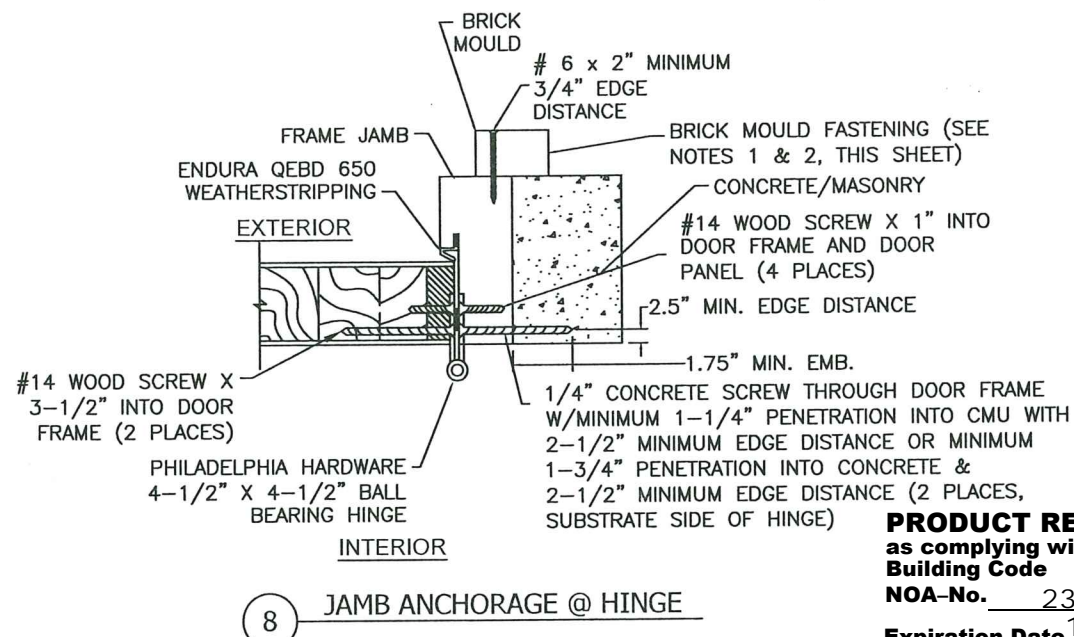 BRICK
MOULD
# 6 x 2" MINIMUM
3/4" EDGE
DISTANCE
FRAME JAMB
BRICK MOULD FASTENING (SEE
NOTES 1 & 2, THIS SHEET)
ENDURA QEBD 650
WEATHERSTRIPPING
CONCRETE/MASONRY
EXTERIOR
#14 WOOD SCREW X 1" INTO
DOOR FRAME AND DOOR
PANEL (4 PLACES)
2.5" MIN. EDGE DISTANCE
1.75" MIN. EMB.
#14 WOOD SCREW X
3-1/2" INTO DOOR
FRAME (2 PLACES)
1/4" CONCRETE SCREW THROUGH DOOR FRAME
W/MINIMUM 1-1/4" PENETRATION INTO CMU WITH
2-1/2" MINIMUM EDGE DISTANCE OR MINIMUM
1-3/4" PENETRATION INTO CONCRETE &
2-1/2" MINIMUM EDGE DISTANCE (2 PLACES,
SUBSTRATE SIDE OF HINGE)
PHILADELPHIA HARDWARE
4-1/2" X 4-1/2" BALL
BEARING HINGE
INTERIOR
8 JAMB ANCHORAGE @ HINGE
PRODUCT RE
as complying wi
Building Code
NOA-No. 23
Expiration Date